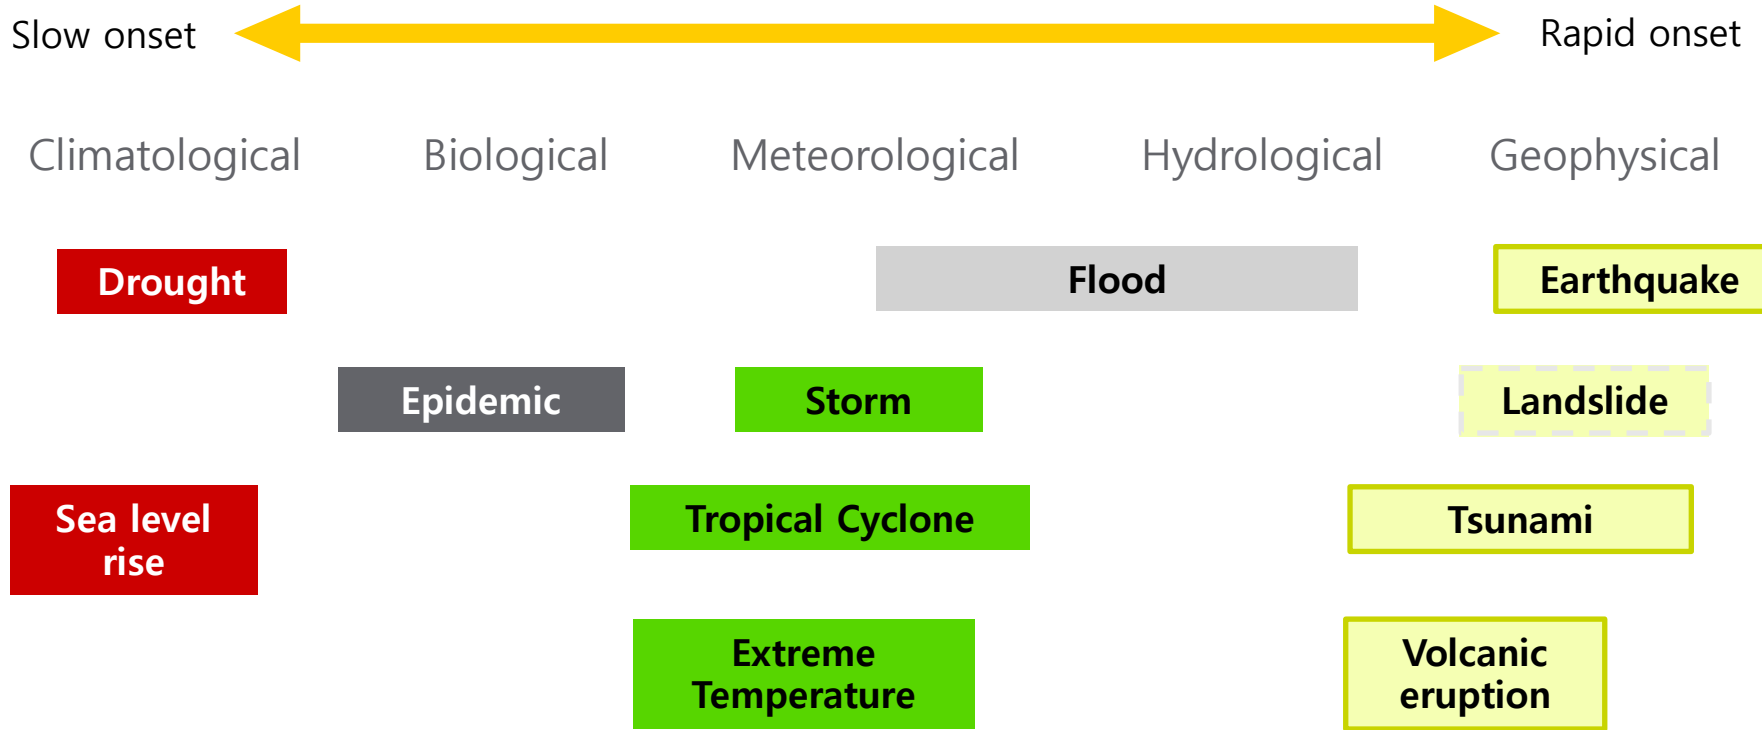 Slow onset
Rapid onset
Climatological
Biological
Meteorological
Hydrological
Geophysical
Drought
Flood
Earthquake
Epidemic
Storm
Landslide
Sea level
rise
Tropical Cyclone
Tsunami
Extreme
Temperature
Volcanic
eruption